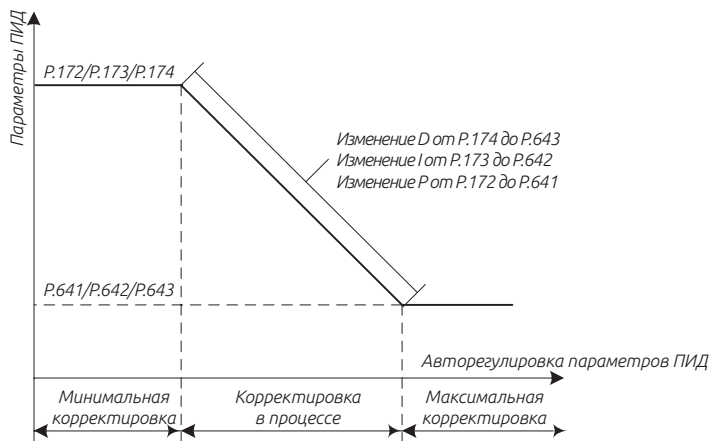 Параметры ПИД
Р.172/Р.173/Р.174
Изменение D от Р.174 до Р.643
Изменение I от Р.173 до Р.642
Изменение Р от Р.172 до Р.641
Р.641/Р.642/Р.643
Авторегулировка параметров ПИД
Минимальная
корректировка
Корректировка
в процессе
Максимальная
корректировка